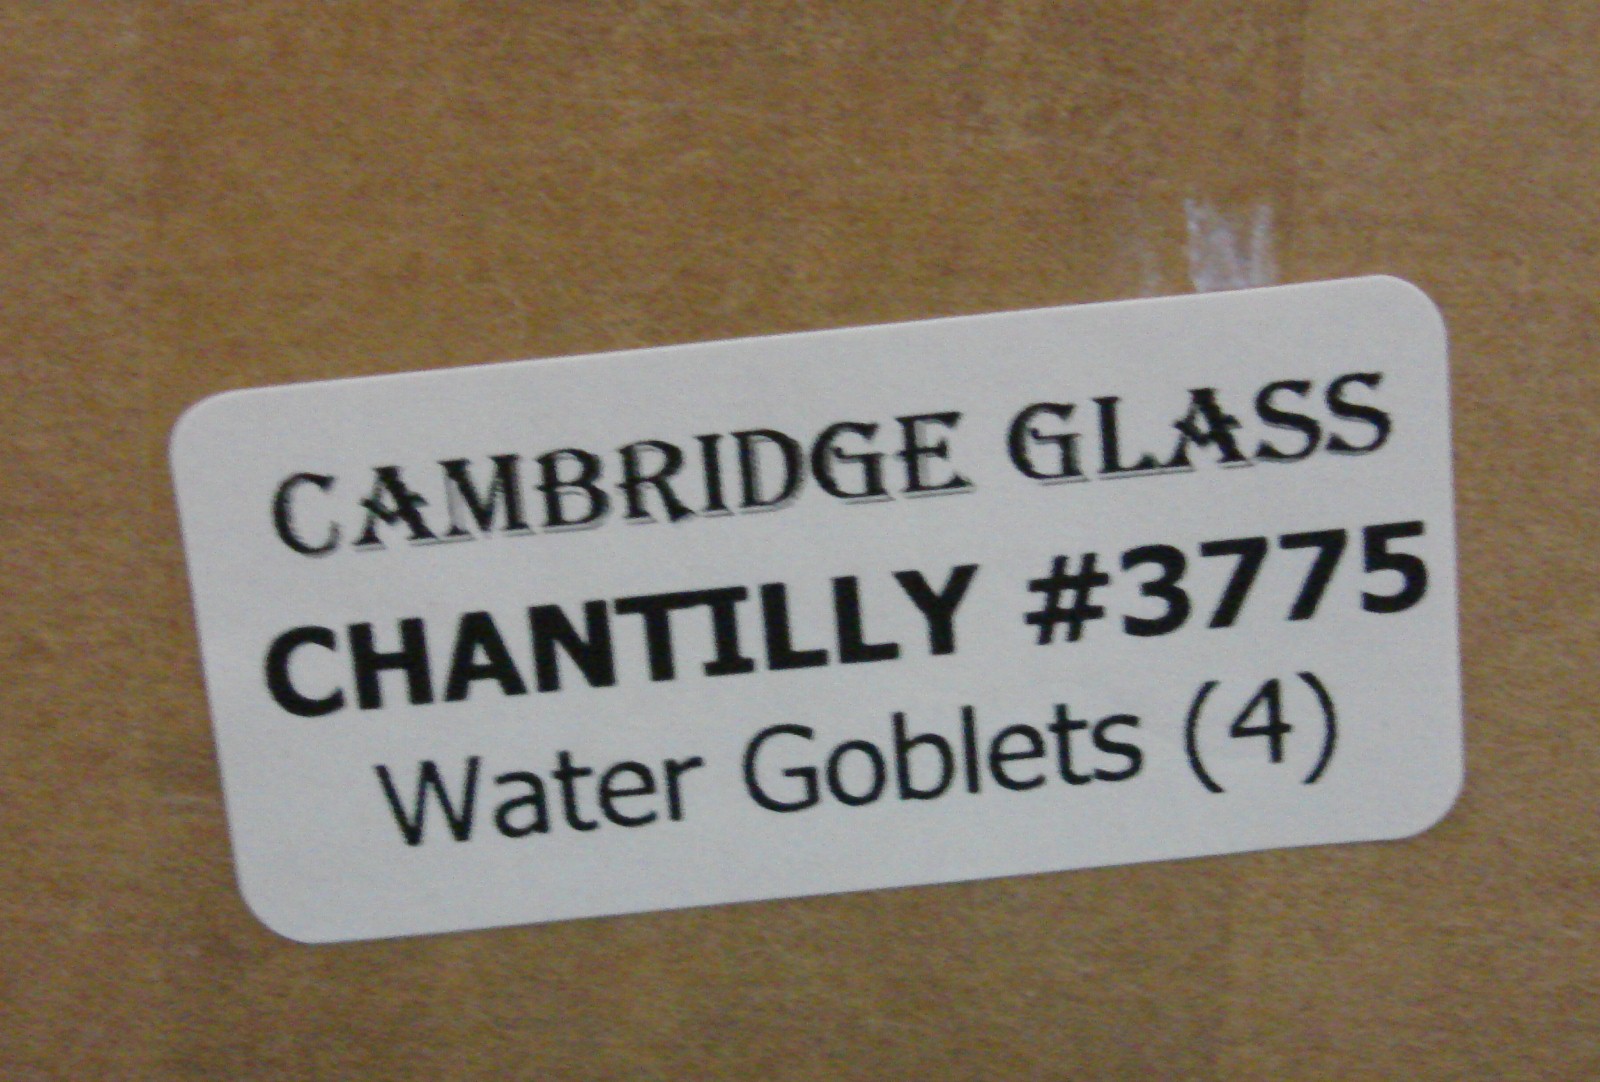 CAMBRIDGE GLASS
CHANTILLY #3775
Water Goblets (4)